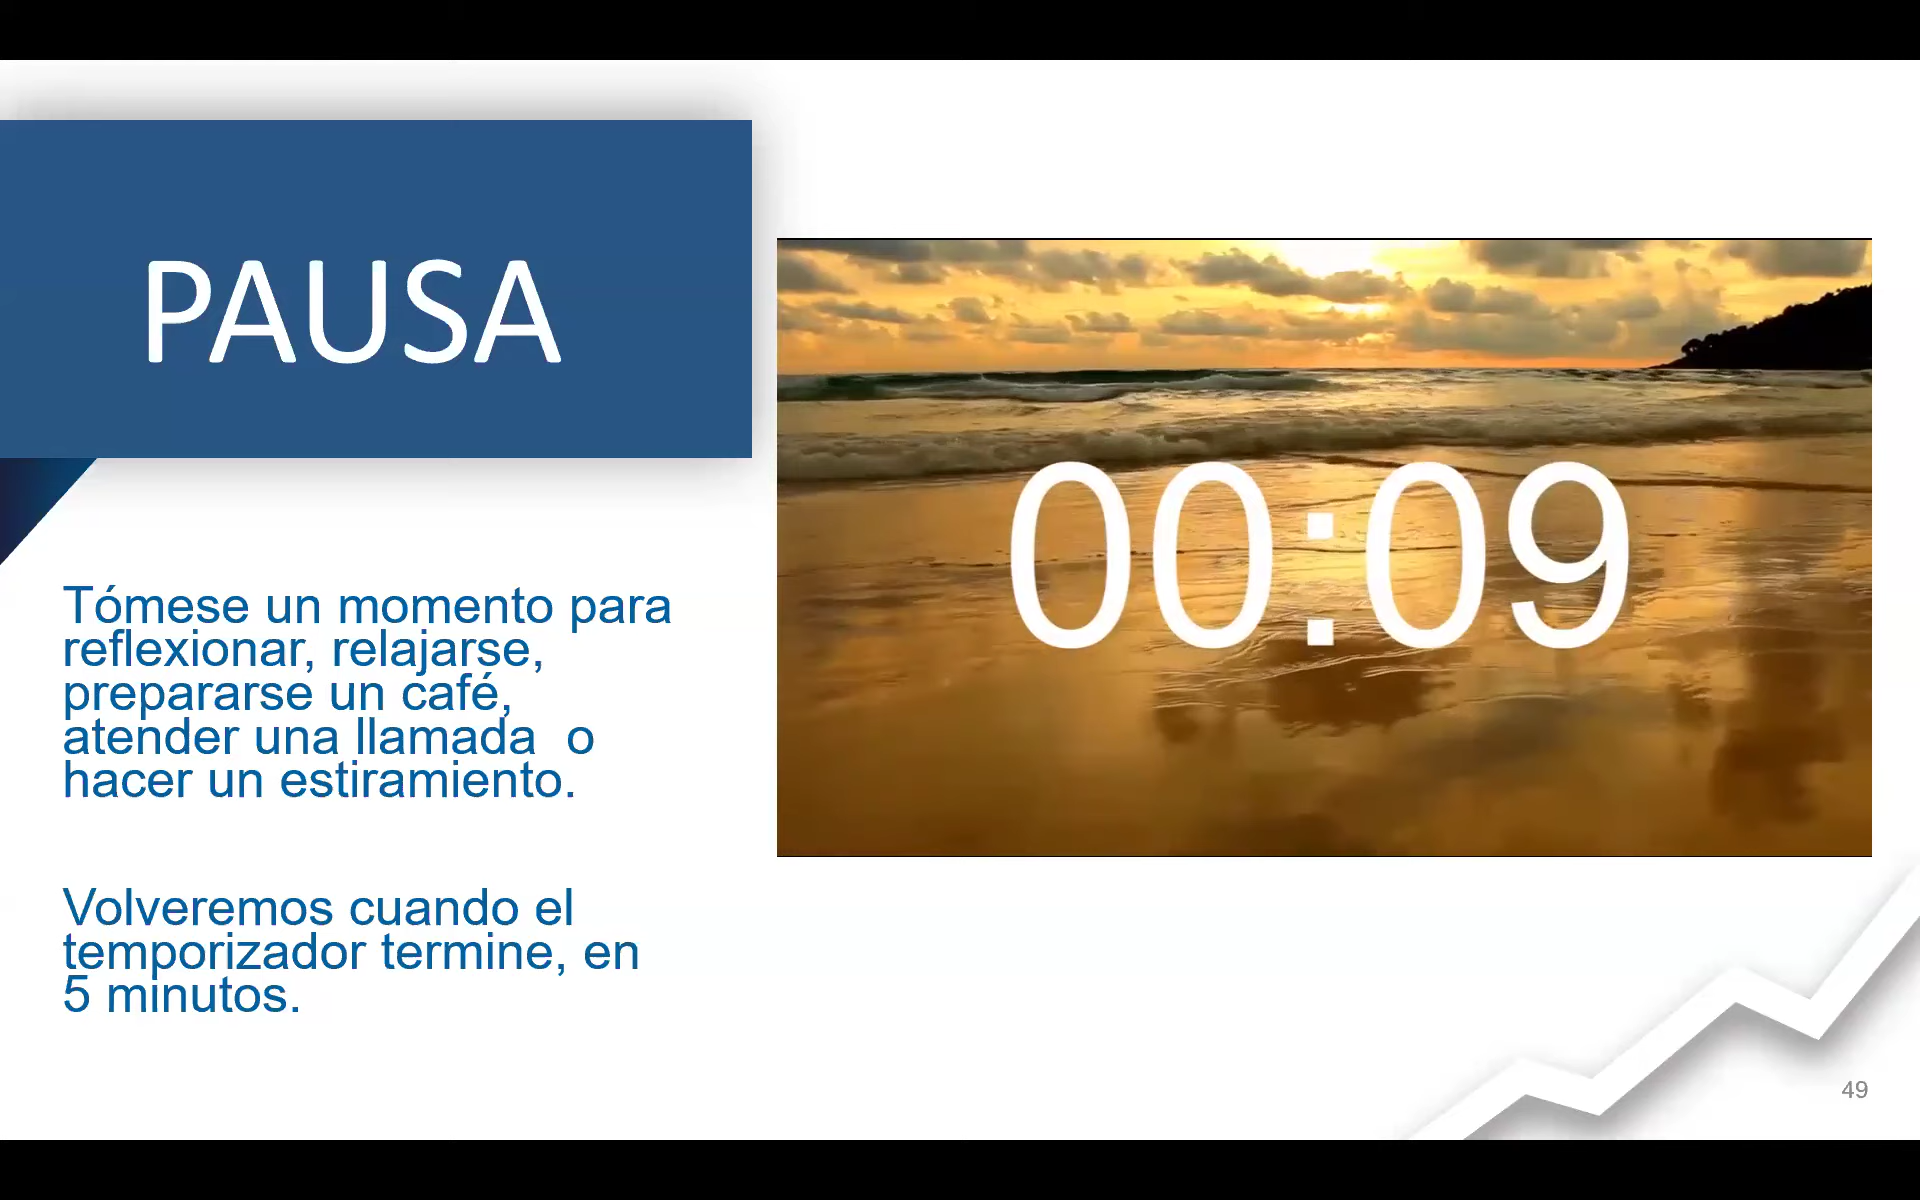 PAUSA
Tómese un momento para
reflexionar, relajarse,
prepararse un café,
atender una llamada  o
hacer un estiramiento.
Volveremos cuando el
temporizador termine, en
5 minutos.
00:09
49